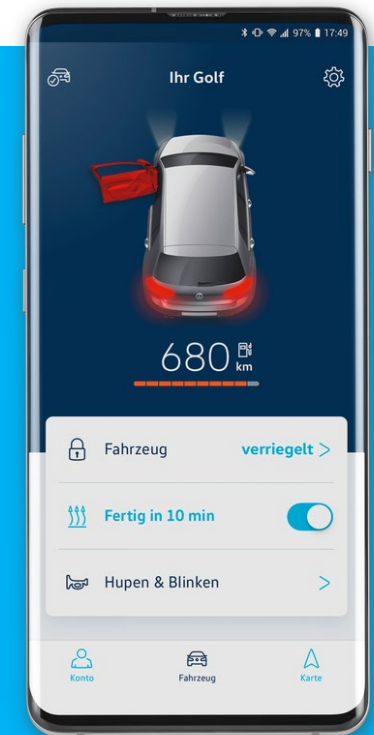 97% 17:49
Ihr Golf
680 km
Fahrzeug verriegelt >
Fertig in 10 min
Hupen & Blinken >
Konto Fahrzeug Karte